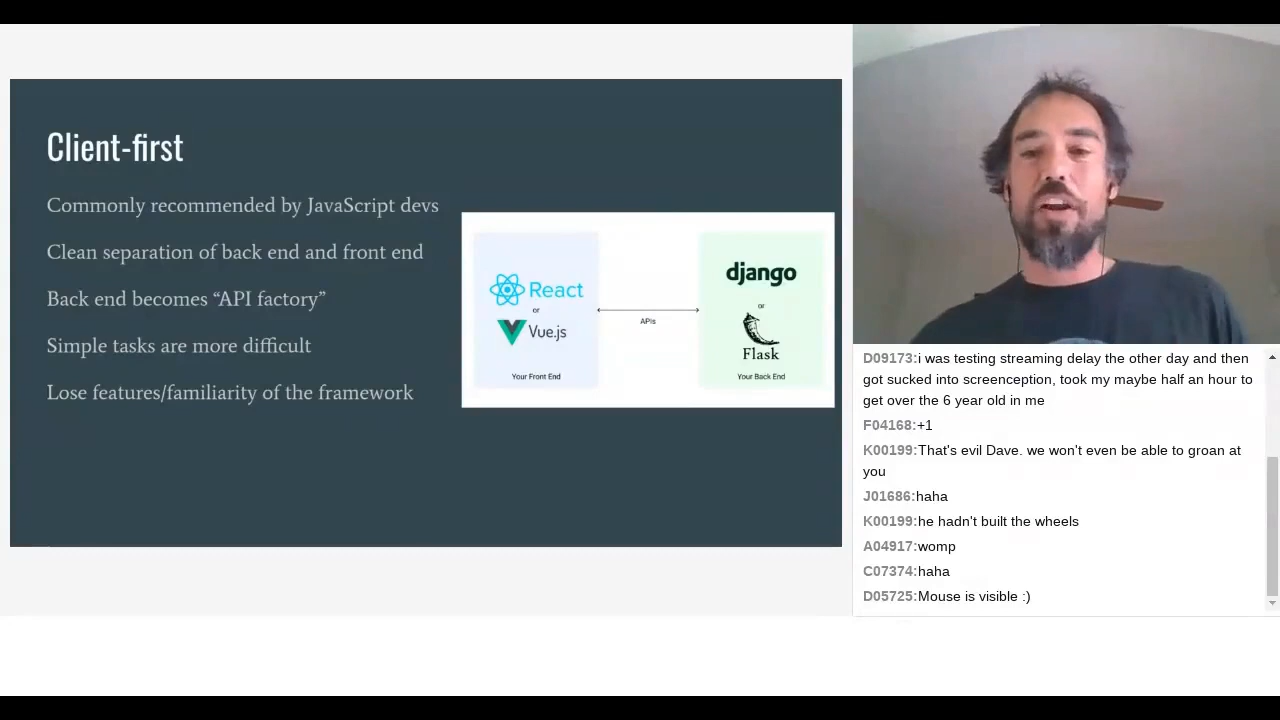 Client-first
Commonly recommended by JavaScript devs
Clean separation of back end and front end
Back end becomes “API factory”
Simple tasks are more difficult
Lose features/familiarity of the framework
React
or
Vue.js
Your Front End
APIs
django
or
Flask
Your Back End
D09173:i was testing streaming delay the other day and then
got sucked into screenception, took my maybe half an hour to
get over the 6 year old in me
F04168:+1
K00199:That's evil Dave. we won't even be able to groan at
you
J01686:haha
K00199:he hadn't built the wheels
A04917:womp
C07374:haha
D05725:Mouse is visible :)